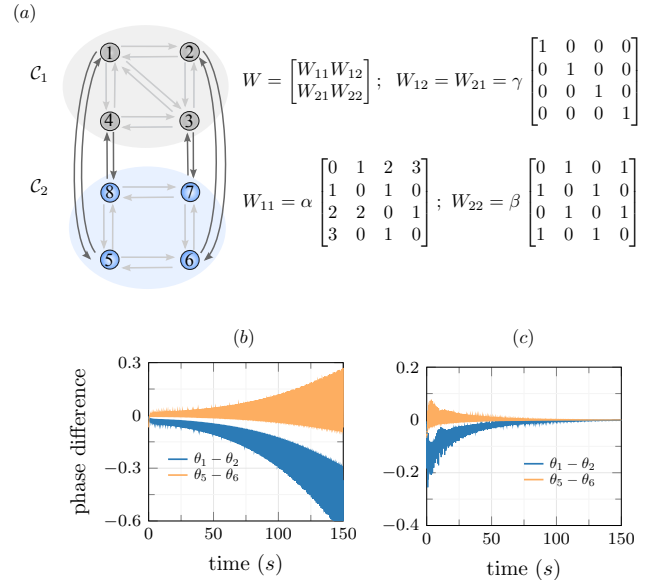 (a)
C₁
1 2
4 3
C₂
8 7
5 6
W = [W₁₁W₁₂
W₂₁W₂₂] ; W₁₂ = W₂₁ = γ [1 0 0 0
0 1 0 0
0 0 1 0
0 0 0 1]
W₁₁ = α [0 1 2 3
1 0 1 0
2 2 0 1
3 0 1 0] ; W₂₂ = β [0 1 0 1
1 0 1 0
0 1 0 1
1 0 1 0]
(b)
phase difference
0.3
0
−0.3
−0.6
θ₁ − θ₂
θ₅ − θ₆
0 50 100 150
time (s)
(c)
0.2
0
−0.2
−0.4
θ₁ − θ₂
θ₅ − θ₆
0 50 100 150
time (s)